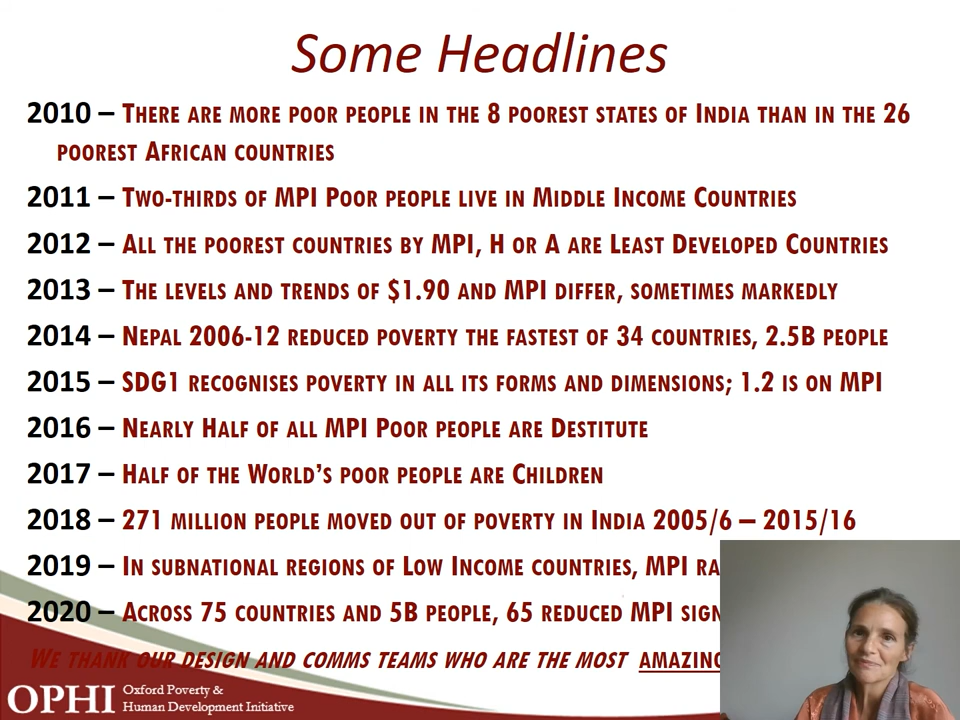 Some Headlines
2010 – There are more poor people in the 8 poorest states of India than in the 26
poorest African countries
2011 – Two-thirds of MPI Poor people live in Middle Income Countries
2012 – All the poorest countries by MPI, H or A are Least Developed Countries
2013 – The levels and trends of $1.90 and MPI differ, sometimes markedly
2014 – Nepal 2006-12 reduced poverty the fastest of 34 countries, 2.5B people
2015 – SDG1 recognises poverty in all its forms and dimensions; 1.2 is on MPI
2016 – Nearly Half of all MPI Poor people are Destitute
2017 – Half of the World's poor people are Children
2018 – 271 million people moved out of poverty in India 2005/6 – 2015/16
2019 – In subnational regions of Low Income countries, MPI
2020 – Across 75 countries and 5B people, 65 reduced MPI
We thank our design and comms teams who are the most
OPHI Oxford Poverty &
Human Development Initiative